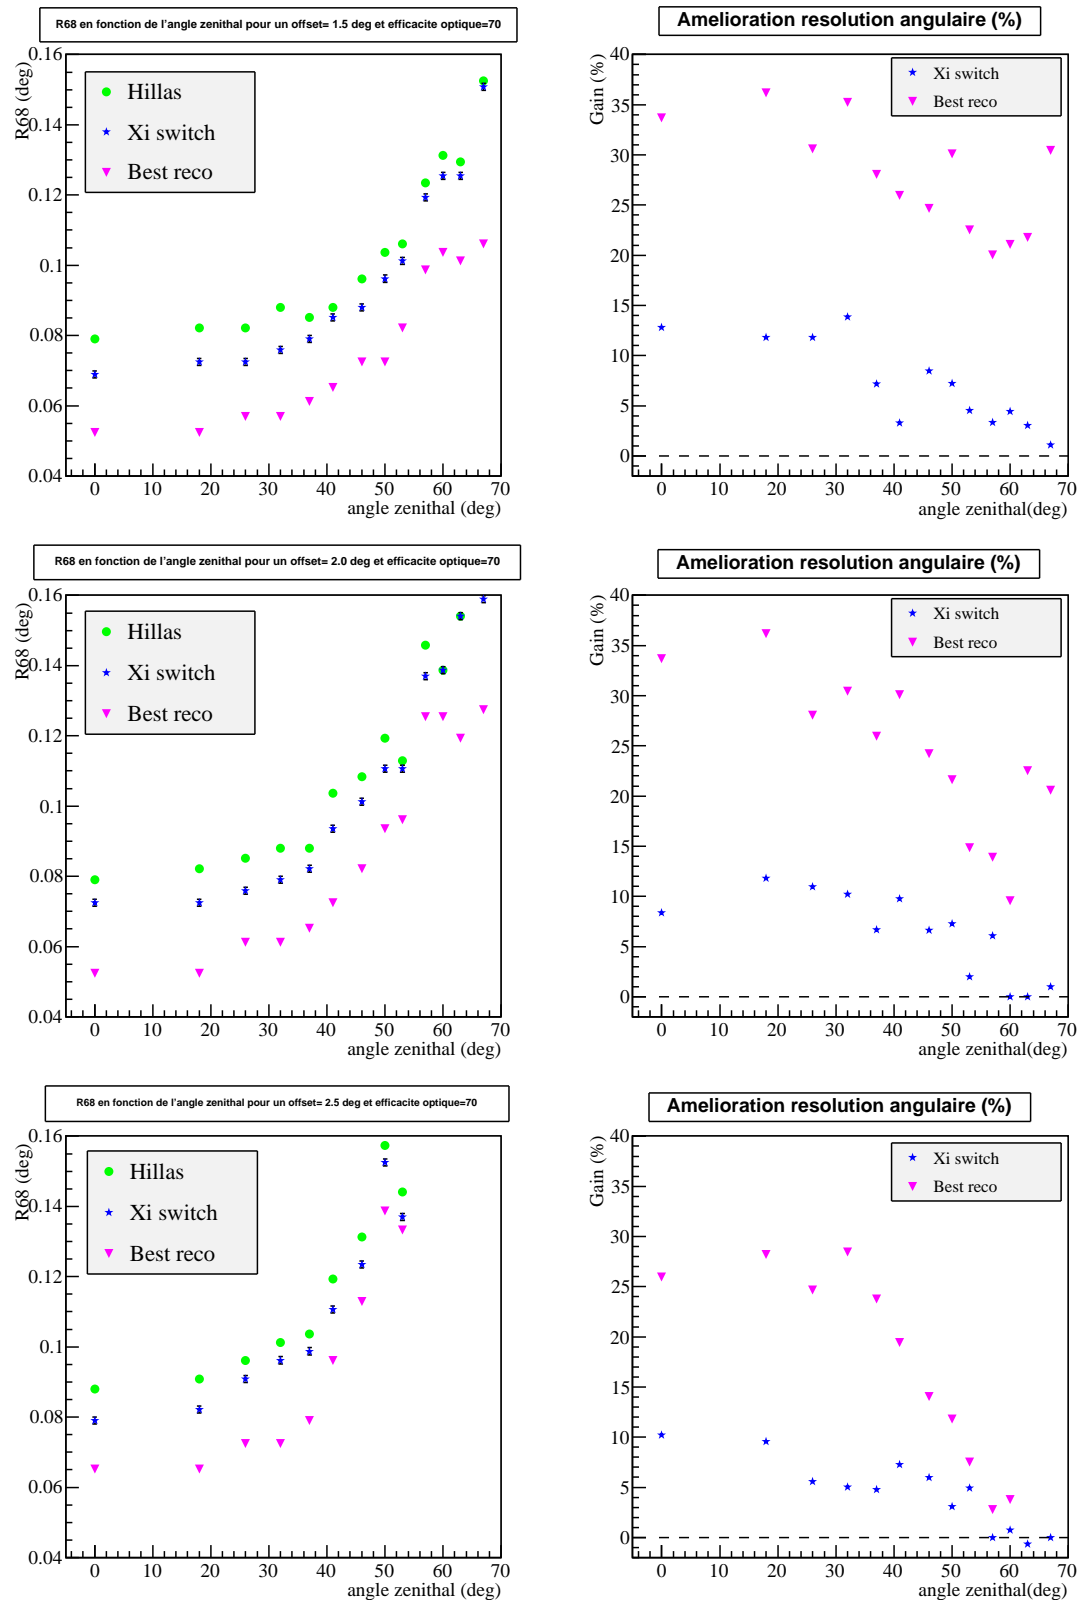 R68 en fonction de l'angle zenithal pour un offset= 1.5 deg et efficacite optique=70
R68 (deg)
0.16
0.14
0.12
0.1
0.08
0.06
0.04
Hillas
Xi switch
Best reco
0 10 20 30 40 50 60 70
angle zenithal (deg)
Amelioration resolution angulaire (%)
Gain (%)
40
35
30
25
20
15
10
5
0
Xi switch
Best reco
0 10 20 30 40 50 60 70
angle zenithal(deg)
R68 en fonction de l'angle zenithal pour un offset= 2.0 deg et efficacite optique=70
R68 (deg)
0.16
0.14
0.12
0.1
0.08
0.06
0.04
Hillas
Xi switch
Best reco
0 10 20 30 40 50 60 70
angle zenithal (deg)
Amelioration resolution angulaire (%)
Gain (%)
40
35
30
25
20
15
10
5
0
Xi switch
Best reco
0 10 20 30 40 50 60 70
angle zenithal(deg)
R68 en fonction de l'angle zenithal pour un offset= 2.5 deg et efficacite optique=70
R68 (deg)
0.16
0.14
0.12
0.1
0.08
0.06
0.04
Hillas
Xi switch
Best reco
0 10 20 30 40 50 60 70
angle zenithal (deg)
Amelioration resolution angulaire (%)
Gain (%)
40
35
30
25
20
15
10
5
0
Xi switch
Best reco
0 10 20 30 40 50 60 70
angle zenithal(deg)